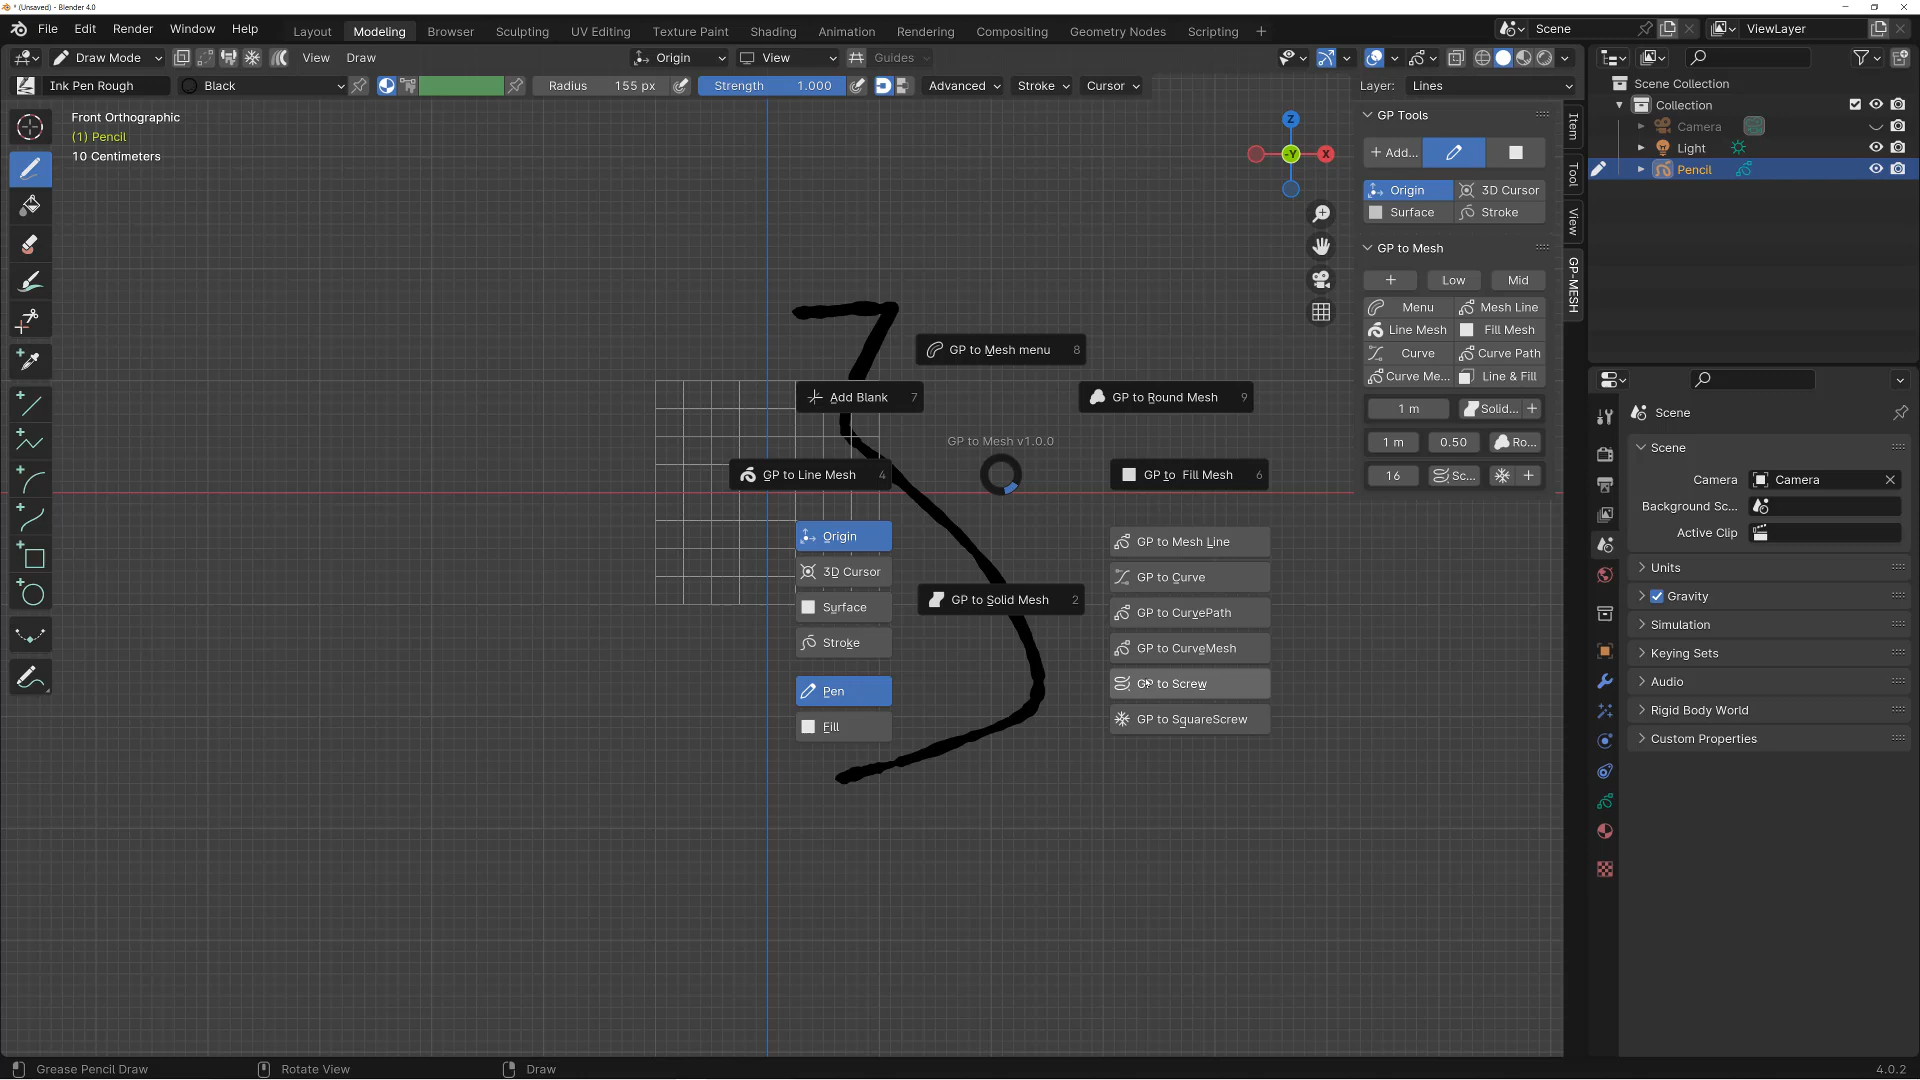 * (Unsaved) - Blender 4.0
File Edit Render Window Help Layout Modeling Browser Sculpting UV Editing Texture Paint Shading Animation Rendering Compositing Geometry Nodes Scripting + Scene ViewLayer
Draw Mode View Draw Origin View Guides
Ink Pen Rough Black Radius 155 px Strength 1.000 Advanced Stroke Cursor Layer: Lines
Front Orthographic
(1) Pencil
10 Centimeters
Z
-Y
X
GP Tools
+ Add...
Origin 3D Cursor
Surface Stroke
GP to Mesh
+ Low Mid
Menu Mesh Line
Line Mesh Fill Mesh
Curve Curve Path
Curve Me... Line & Fill
1 m Solid... +
1 m 0.50 Ro...
16 Sc... +
Item
Tool
View
GP-MESH
GP to Mesh menu 8
Add Blank 7
GP to Round Mesh 9
GP to Mesh v1.0.0
GP to Line Mesh 4
GP to Fill Mesh 6
Origin
3D Cursor
Surface
Stroke
Pen
Fill
GP to Solid Mesh 2
GP to Mesh Line
GP to Curve
GP to CurvePath
GP to CurveMesh
GP to Screw
GP to SquareScrew
Scene Collection
Collection
Camera
Light
Pencil
Scene
Scene
Camera Camera
Background Sc...
Active Clip
Units
Gravity
Simulation
Keying Sets
Audio
Rigid Body World
Custom Properties
Grease Pencil Draw Rotate View Draw 4.0.2